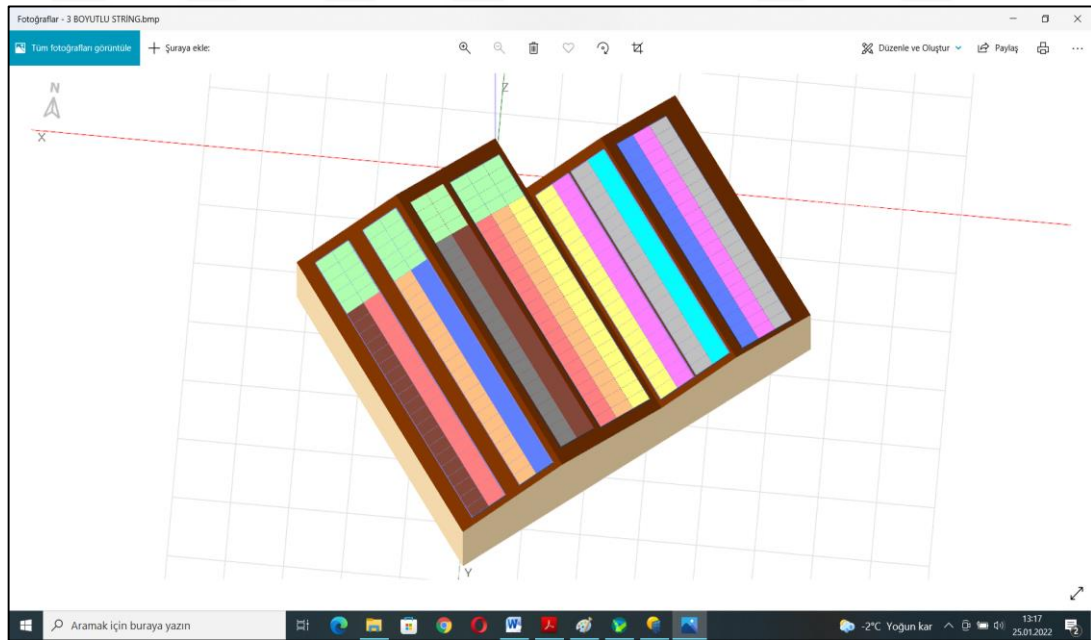 Fotoğraflar - 3 BOYUTLU STRİNG.bmp
Tüm fotoğrafları görüntüle
Şuraya ekle:
Düzenle ve Oluştur
Paylaş
N
X
Z
Y
Aramak için buraya yazın
-2°C Yoğun kar
13:17
25.01.2022
2